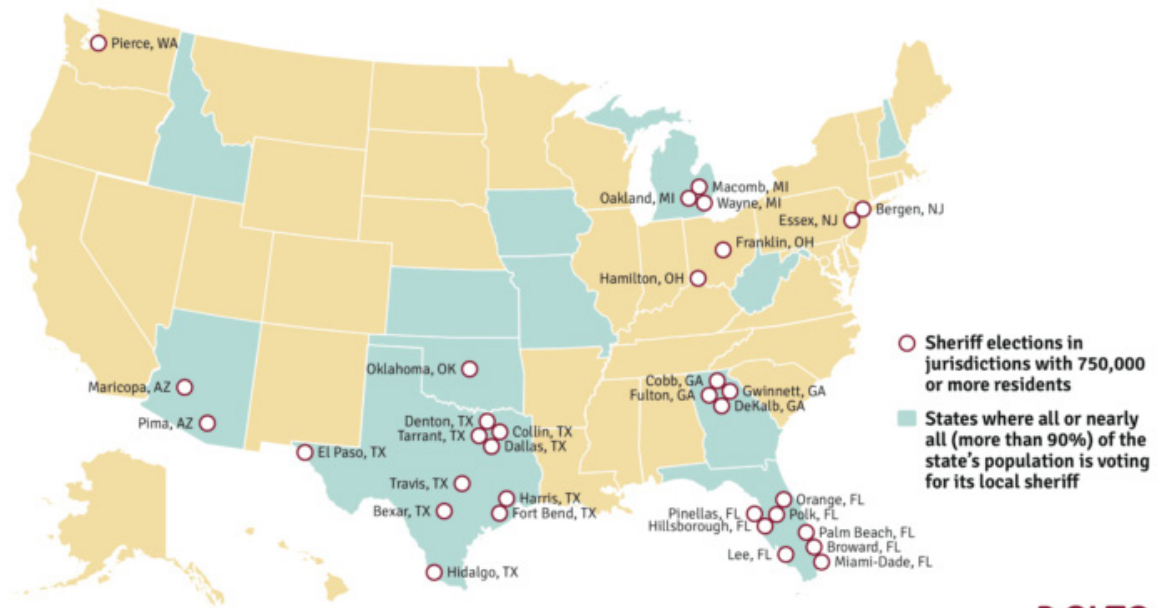 Pierce, WA
Macomb, MI
Oakland, MI
Wayne, MI
Bergen, NJ
Essex, NJ
Franklin, OH
Hamilton, OH
Sheriff elections in
jurisdictions with 750,000
or more residents
States where all or nearly
all (more than 90%) of the
state's population is voting
for its local sheriff
Oklahoma, OK
Maricopa, AZ
Pima, AZ
Cobb, GA
Gwinnett, GA
Fulton, GA
DeKalb, GA
Denton, TX
Collin, TX
Tarrant, TX
Dallas, TX
El Paso, TX
Travis, TX
Harris, TX
Bexar, TX
Fort Bend, TX
Hidalgo, TX
Orange, FL
Pinellas, FL
Polk, FL
Hillsborough, FL
Palm Beach, FL
Broward, FL
Lee, FL
Miami-Dade, FL